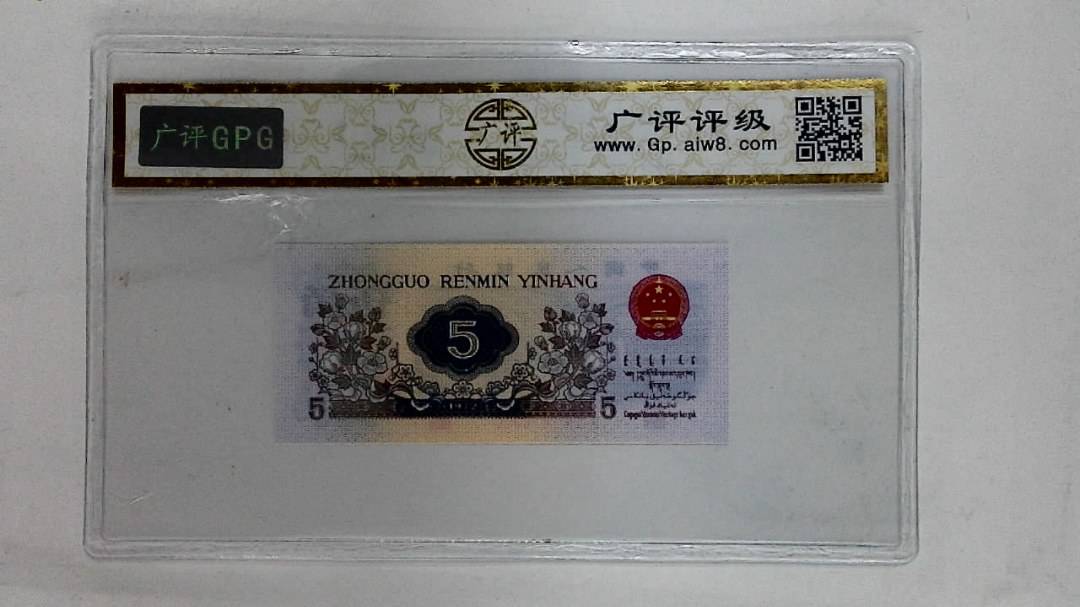 广评GPG
广评
广评评级
www. Gp. aiw8. com
ZHONGGUO RENMIN YINHANG
5
5 5